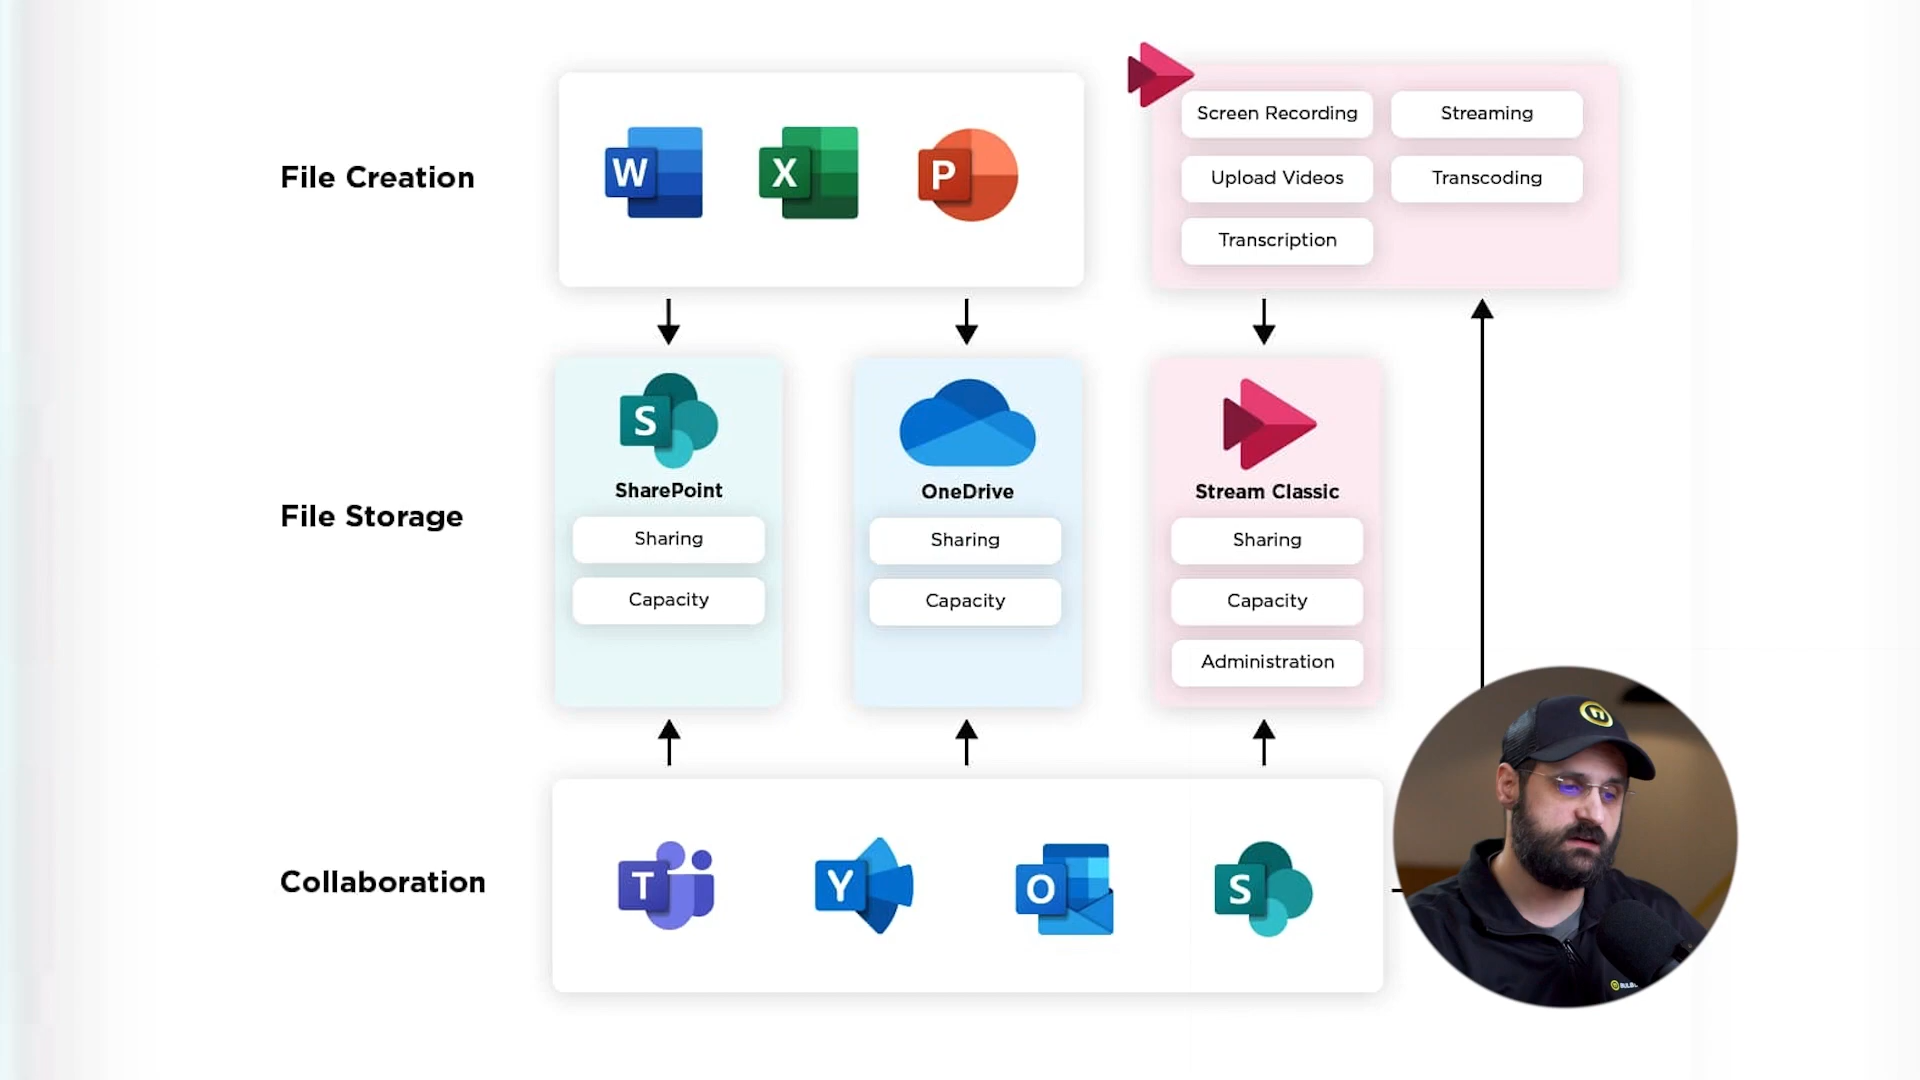 File Creation
W
X
P
Screen Recording
Streaming
Upload Videos
Transcoding
Transcription
File Storage
S
SharePoint
Sharing
Capacity
OneDrive
Sharing
Capacity
Stream Classic
Sharing
Capacity
Administration
Collaboration
T
Y
O
S